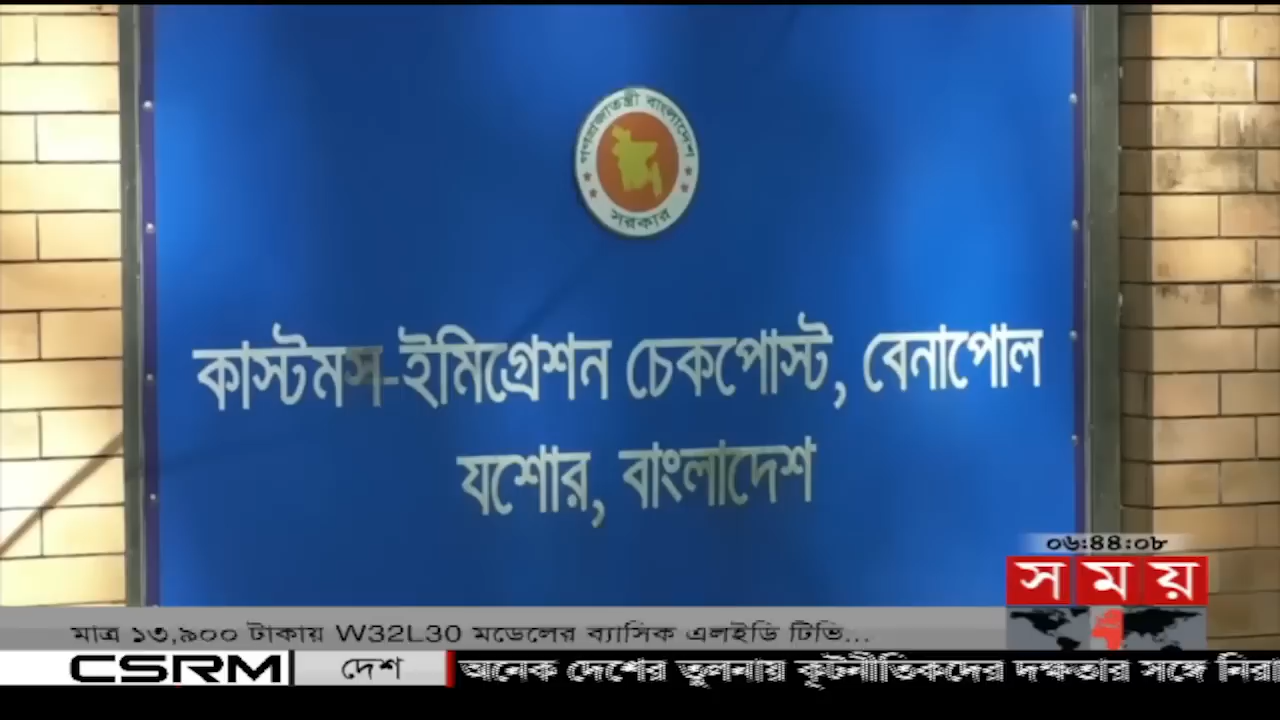 গণপ্রজাতন্ত্রী বাংলাদেশ
সরকার
কাস্টমস-ইমিগ্রেশন চেকপোস্ট, বেনাপোল
যশোর, বাংলাদেশ
০৬:৪৪:০৮
সময়
মাত্র ১৩,৯০০ টাকায় W32L30 মডেলের ব্যাসিক এলইডি টিভি...
CSRM দেশ অনেক দেশের তুলনায় কূটনীতিকদের দক্ষতার সঙ্গে নিরা